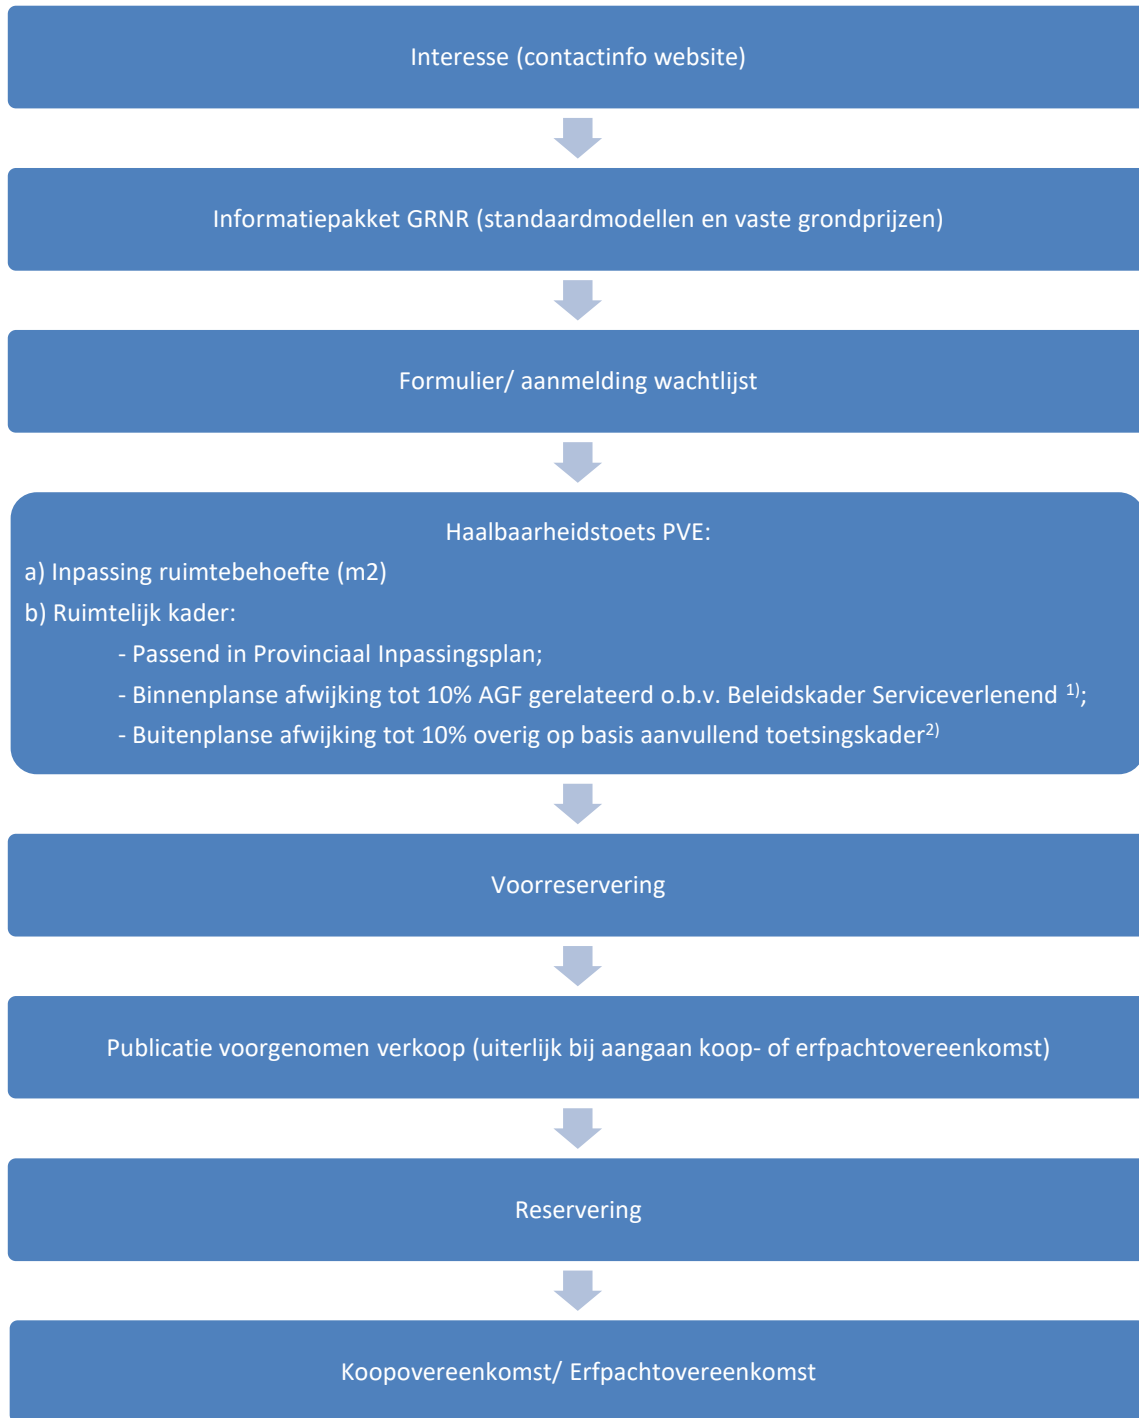 Interesse (contactinfo website)
Informatiepakket GRNR (standaardmodellen en vaste grondprijzen)
Formulier/ aanmelding wachtlijst
Haalbaarheidstoets PVE:
a) Inpassing ruimtebehoefte (m2)
b) Ruimtelijk kader:
- Passend in Provinciaal Inpassingsplan;
- Binnenplanse afwijking tot 10% AGF gerelateerd o.b.v. Beleidskader Serviceverlenend 1);
- Buitenplanse afwijking tot 10% overig op basis aanvullend toetsingskader2)
Voorreservering
Publicatie voorgenomen verkoop (uiterlijk bij aangaan koop- of erfpachtovereenkomst)
Reservering
Koopovereenkomst/ Erfpachtovereenkomst